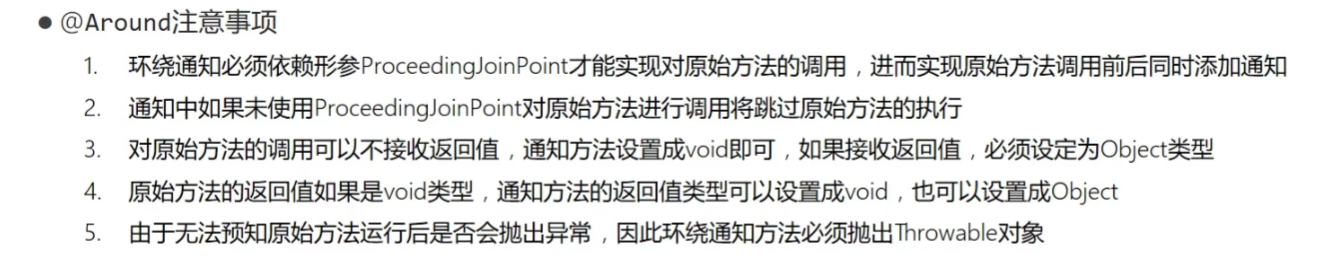 ● @Around注意事项
1. 环绕通知必须依赖形参ProceedingJoinPoint才能实现对原始方法的调用，进而实现原始方法调用前后同时添加通知
2. 通知中如果未使用ProceedingJoinPoint对原始方法进行调用将跳过原始方法的执行
3. 对原始方法的调用可以不接收返回值，通知方法设置成void即可，如果接收返回值，必须设定为Object类型
4. 原始方法的返回值如果是void类型，通知方法的返回值类型可以设置成void，也可以设置成Object
5. 由于无法预知原始方法运行后是否会抛出异常，因此环绕通知方法必须抛出Throwable对象